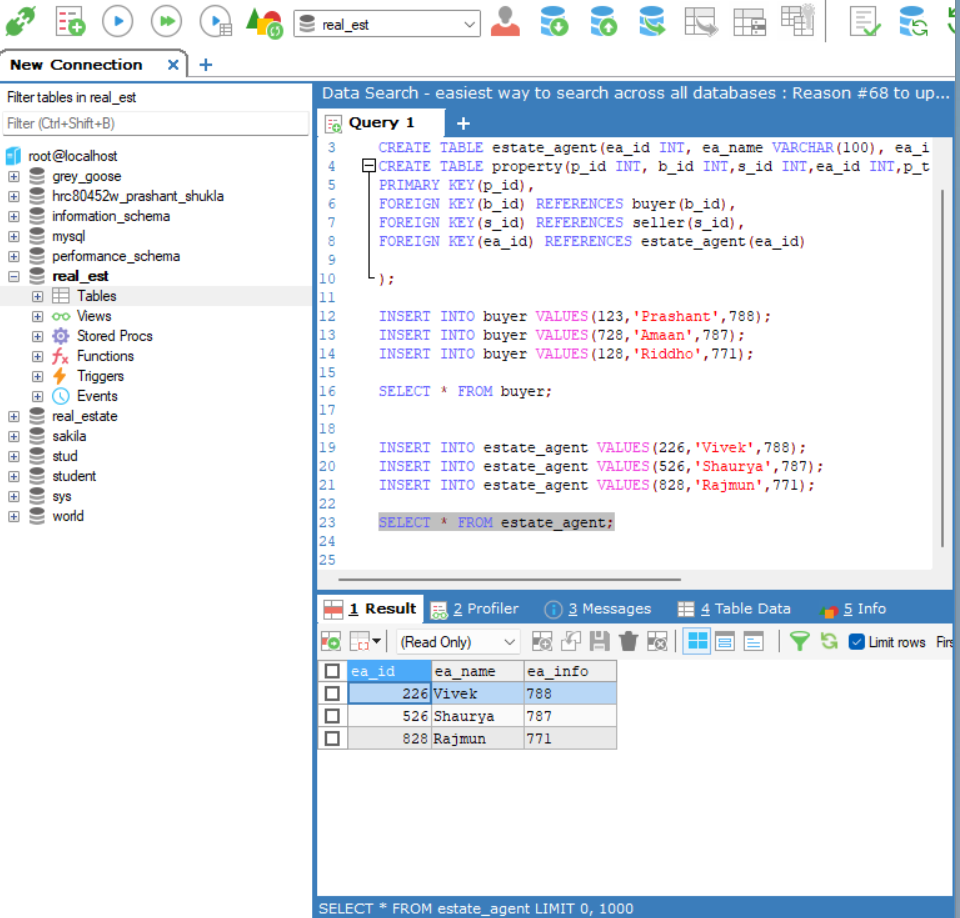 real_est
New Connection
Filter tables in real_est
Filter (Ctrl+Shift+B)
root@localhost
grey_goose
hrc80452w_prashant_shukla
information_schema
mysql
performance_schema
real_est
Tables
Views
Stored Procs
Functions
Triggers
Events
real_estate
sakila
stud
student
sys
world
Data Search - easiest way to search across all databases : Reason #68 to up...
Query 1
3 CREATE TABLE estate_agent(ea_id INT, ea_name VARCHAR(100), ea_i
4 CREATE TABLE property(p_id INT, b_id INT,s_id INT,ea_id INT,p_t
5 PRIMARY KEY(p_id),
6 FOREIGN KEY(b_id) REFERENCES buyer(b_id),
7 FOREIGN KEY(s_id) REFERENCES seller(s_id),
8 FOREIGN KEY(ea_id) REFERENCES estate_agent(ea_id)
9
10 );
11
12 INSERT INTO buyer VALUES(123,'Prashant',788);
13 INSERT INTO buyer VALUES(728,'Amaan',787);
14 INSERT INTO buyer VALUES(128,'Riddho',771);
15
16 SELECT * FROM buyer;
17
18
19 INSERT INTO estate_agent VALUES(226,'Vivek',788);
20 INSERT INTO estate_agent VALUES(526,'Shaurya',787);
21 INSERT INTO estate_agent VALUES(828,'Rajmun',771);
22
23 SELECT * FROM estate_agent;
24
25
1 Result 2 Profiler 3 Messages 4 Table Data 5 Info
(Read Only) Limit rows Firs
ea_id ea_name ea_info
226 Vivek 788
526 Shaurya 787
828 Rajmun 771
SELECT * FROM estate_agent LIMIT 0, 1000